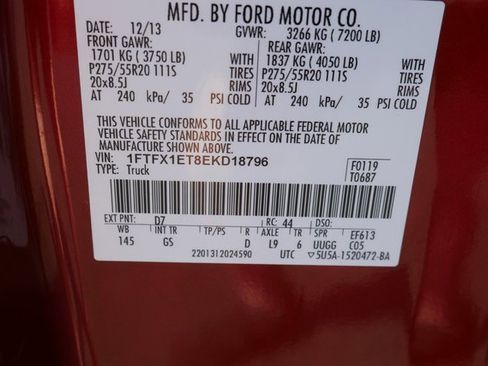 MFD. BY FORD MOTOR CO.
DATE: 12/13 GVWR: 3266 KG ( 7200 LB)
FRONT GAWR: REAR GAWR:
1701 KG ( 3750 LB) WITH 1837 KG ( 4050 LB) WITH
P275/55R20 111S TIRES P275/55R20 111S TIRES
20x8.5J RIMS 20x8.5J RIMS
AT 240 kPa/ 35 PSI COLD AT 240 kPa/ 35 PSI COLD
THIS VEHICLE CONFORMS TO ALL APPLICABLE FEDERAL MOTOR
VEHICLE SAFETY STANDARDS IN EFFECT ON THE DATE OF
MANUFACTURE SHOWN ABOVE.
VIN: 1FTFX1ET8EKD18796 F0119
TYPE: Truck T0687
EXT PNT: D7 RC: 44 DSO:
WB INT TR TP/PS R AXLE TR SPR EF613
145 GS D L9 6 UUGG C05
2201312024590 UTC ▽5U5A-1520472-BA